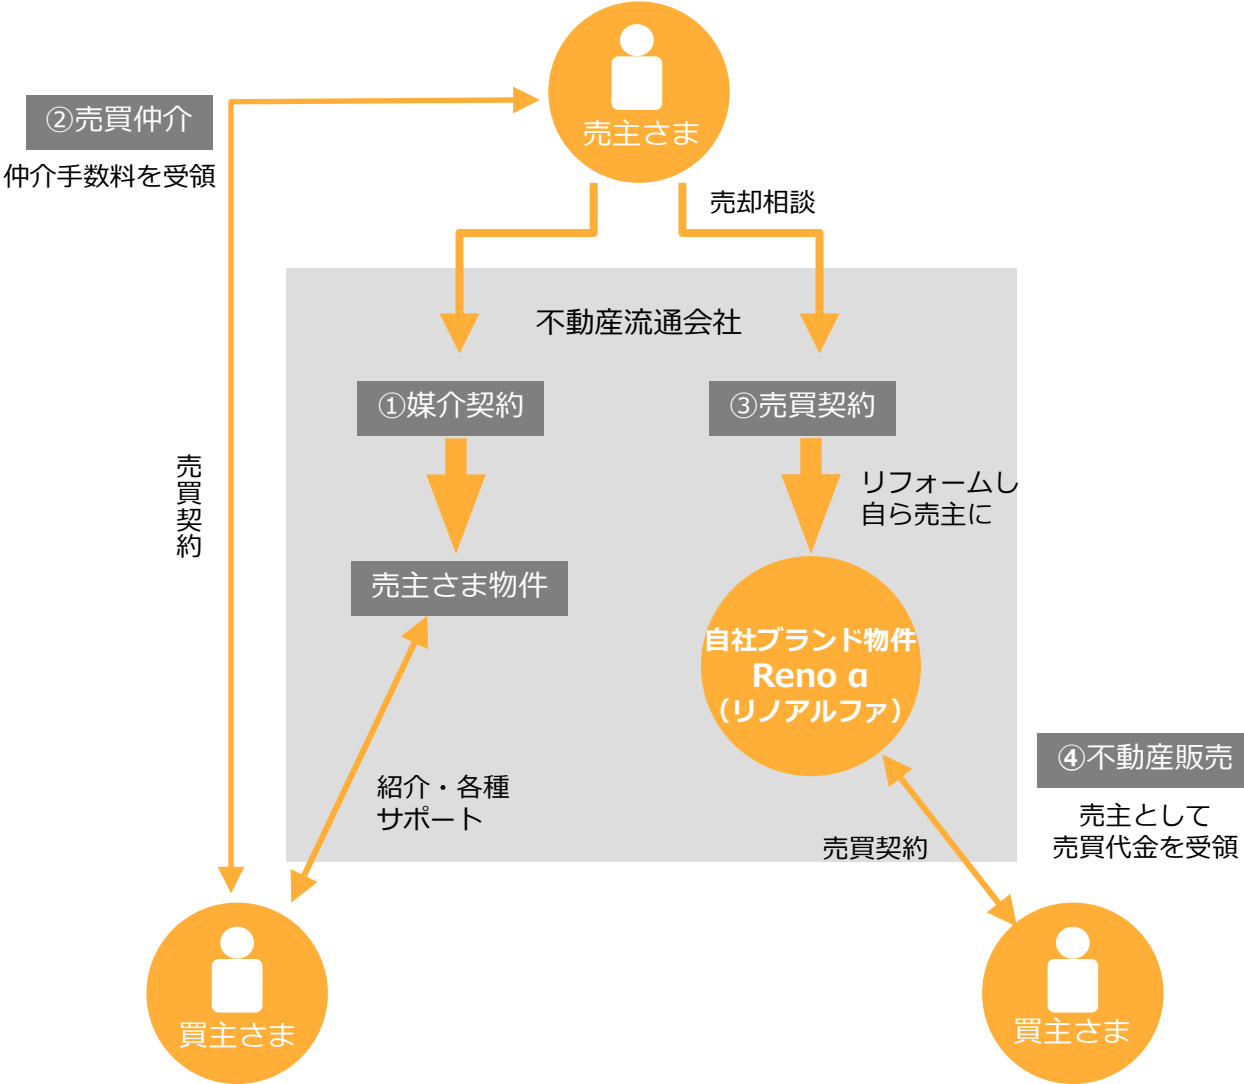 売主さま
②売買仲介
仲介手数料を受領
売却相談
不動産流通会社
①媒介契約
③売買契約
売買契約
リフォームし
自ら売主に
売主さま物件
自社ブランド物件
Reno α
（リノアルファ）
④不動産販売
紹介・各種
サポート
売主として
売買代金を受領
売買契約
買主さま
買主さま